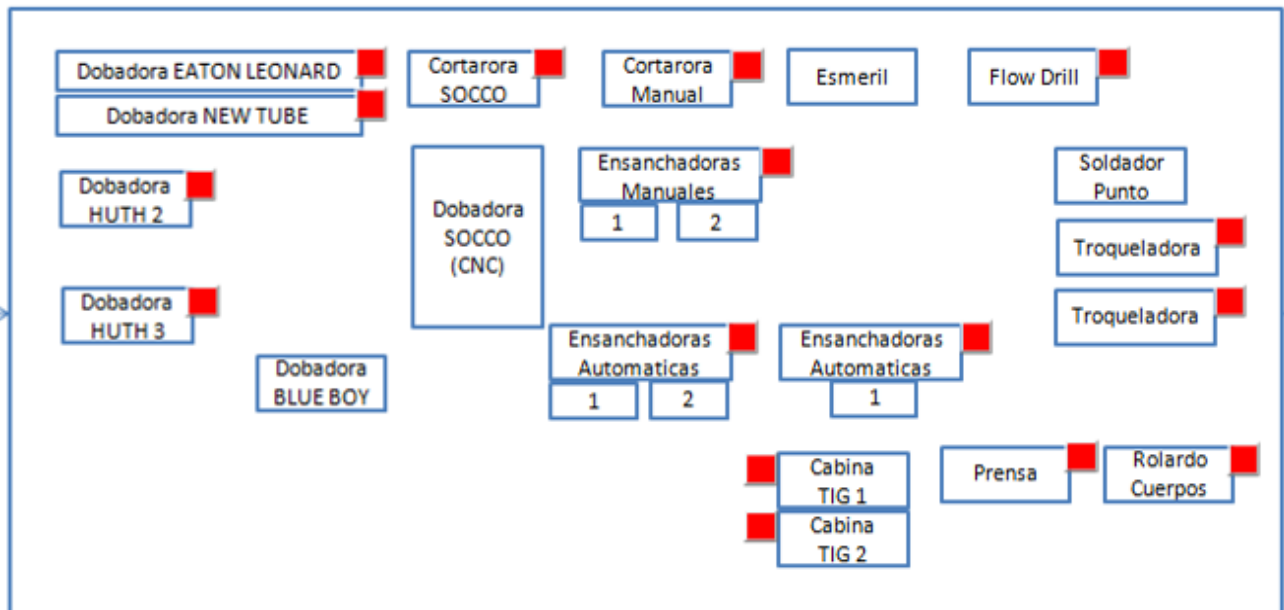 Dobadora EATON LEONARD
Dobadora NEW TUBE
Cortarora
SOCCO
Cortarora
Manual
Esmeril
Flow Drill
Dobadora
HUTH 2
Dobadora
SOCCO
(CNC)
Ensanchadoras
Manuales
1
2
Soldador
Punto
Troqueladora
Dobadora
HUTH 3
Troqueladora
Dobadora
BLUE BOY
Ensanchadoras
Automaticas
1
2
Ensanchadoras
Automaticas
1
Cabina
TIG 1
Cabina
TIG 2
Prensa
Rolardo
Cuerpos